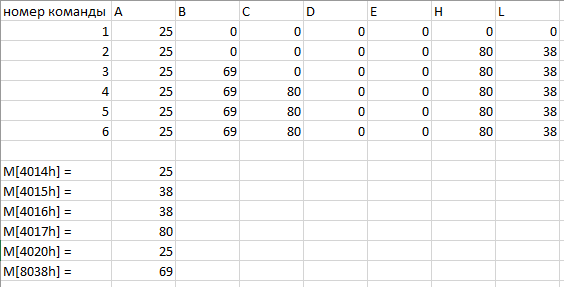 номер команды A B C D E H L
1 25 0 0 0 0 0 0
2 25 0 0 0 0 80 38
3 25 69 0 0 0 80 38
4 25 69 80 0 0 80 38
5 25 69 80 0 0 80 38
6 25 69 80 0 0 80 38
M[4014h] = 25
M[4015h] = 38
M[4016h] = 38
M[4017h] = 80
M[4020h] = 25
M[8038h] = 69